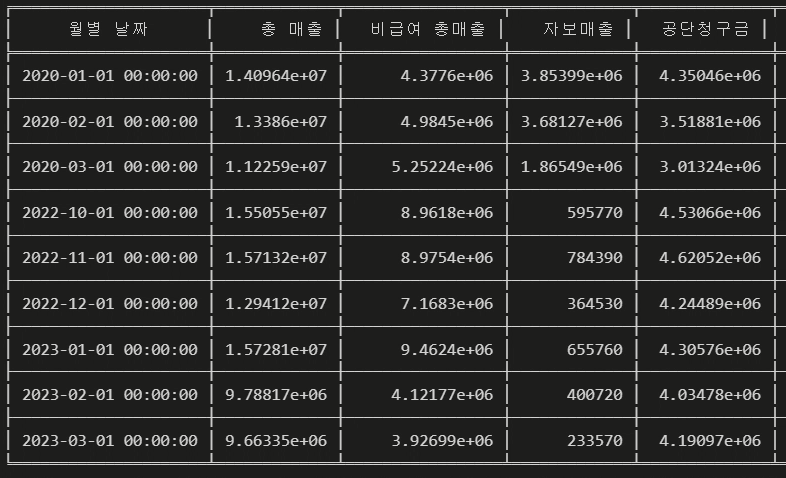 월별 날짜 총 매출 비급여 총매출 자보매출 공단청구금
2020-01-01 00:00:00 1.40964e+07 4.3776e+06 3.85399e+06 4.35046e+06
2020-02-01 00:00:00 1.3386e+07 4.9845e+06 3.68127e+06 3.51881e+06
2020-03-01 00:00:00 1.12259e+07 5.25224e+06 1.86549e+06 3.01324e+06
2022-10-01 00:00:00 1.55055e+07 8.9618e+06 595770 4.53066e+06
2022-11-01 00:00:00 1.57132e+07 8.9754e+06 784390 4.62052e+06
2022-12-01 00:00:00 1.29412e+07 7.1683e+06 364530 4.24489e+06
2023-01-01 00:00:00 1.57281e+07 9.4624e+06 655760 4.30576e+06
2023-02-01 00:00:00 9.78817e+06 4.12177e+06 400720 4.03478e+06
2023-03-01 00:00:00 9.66335e+06 3.92699e+06 233570 4.19097e+06